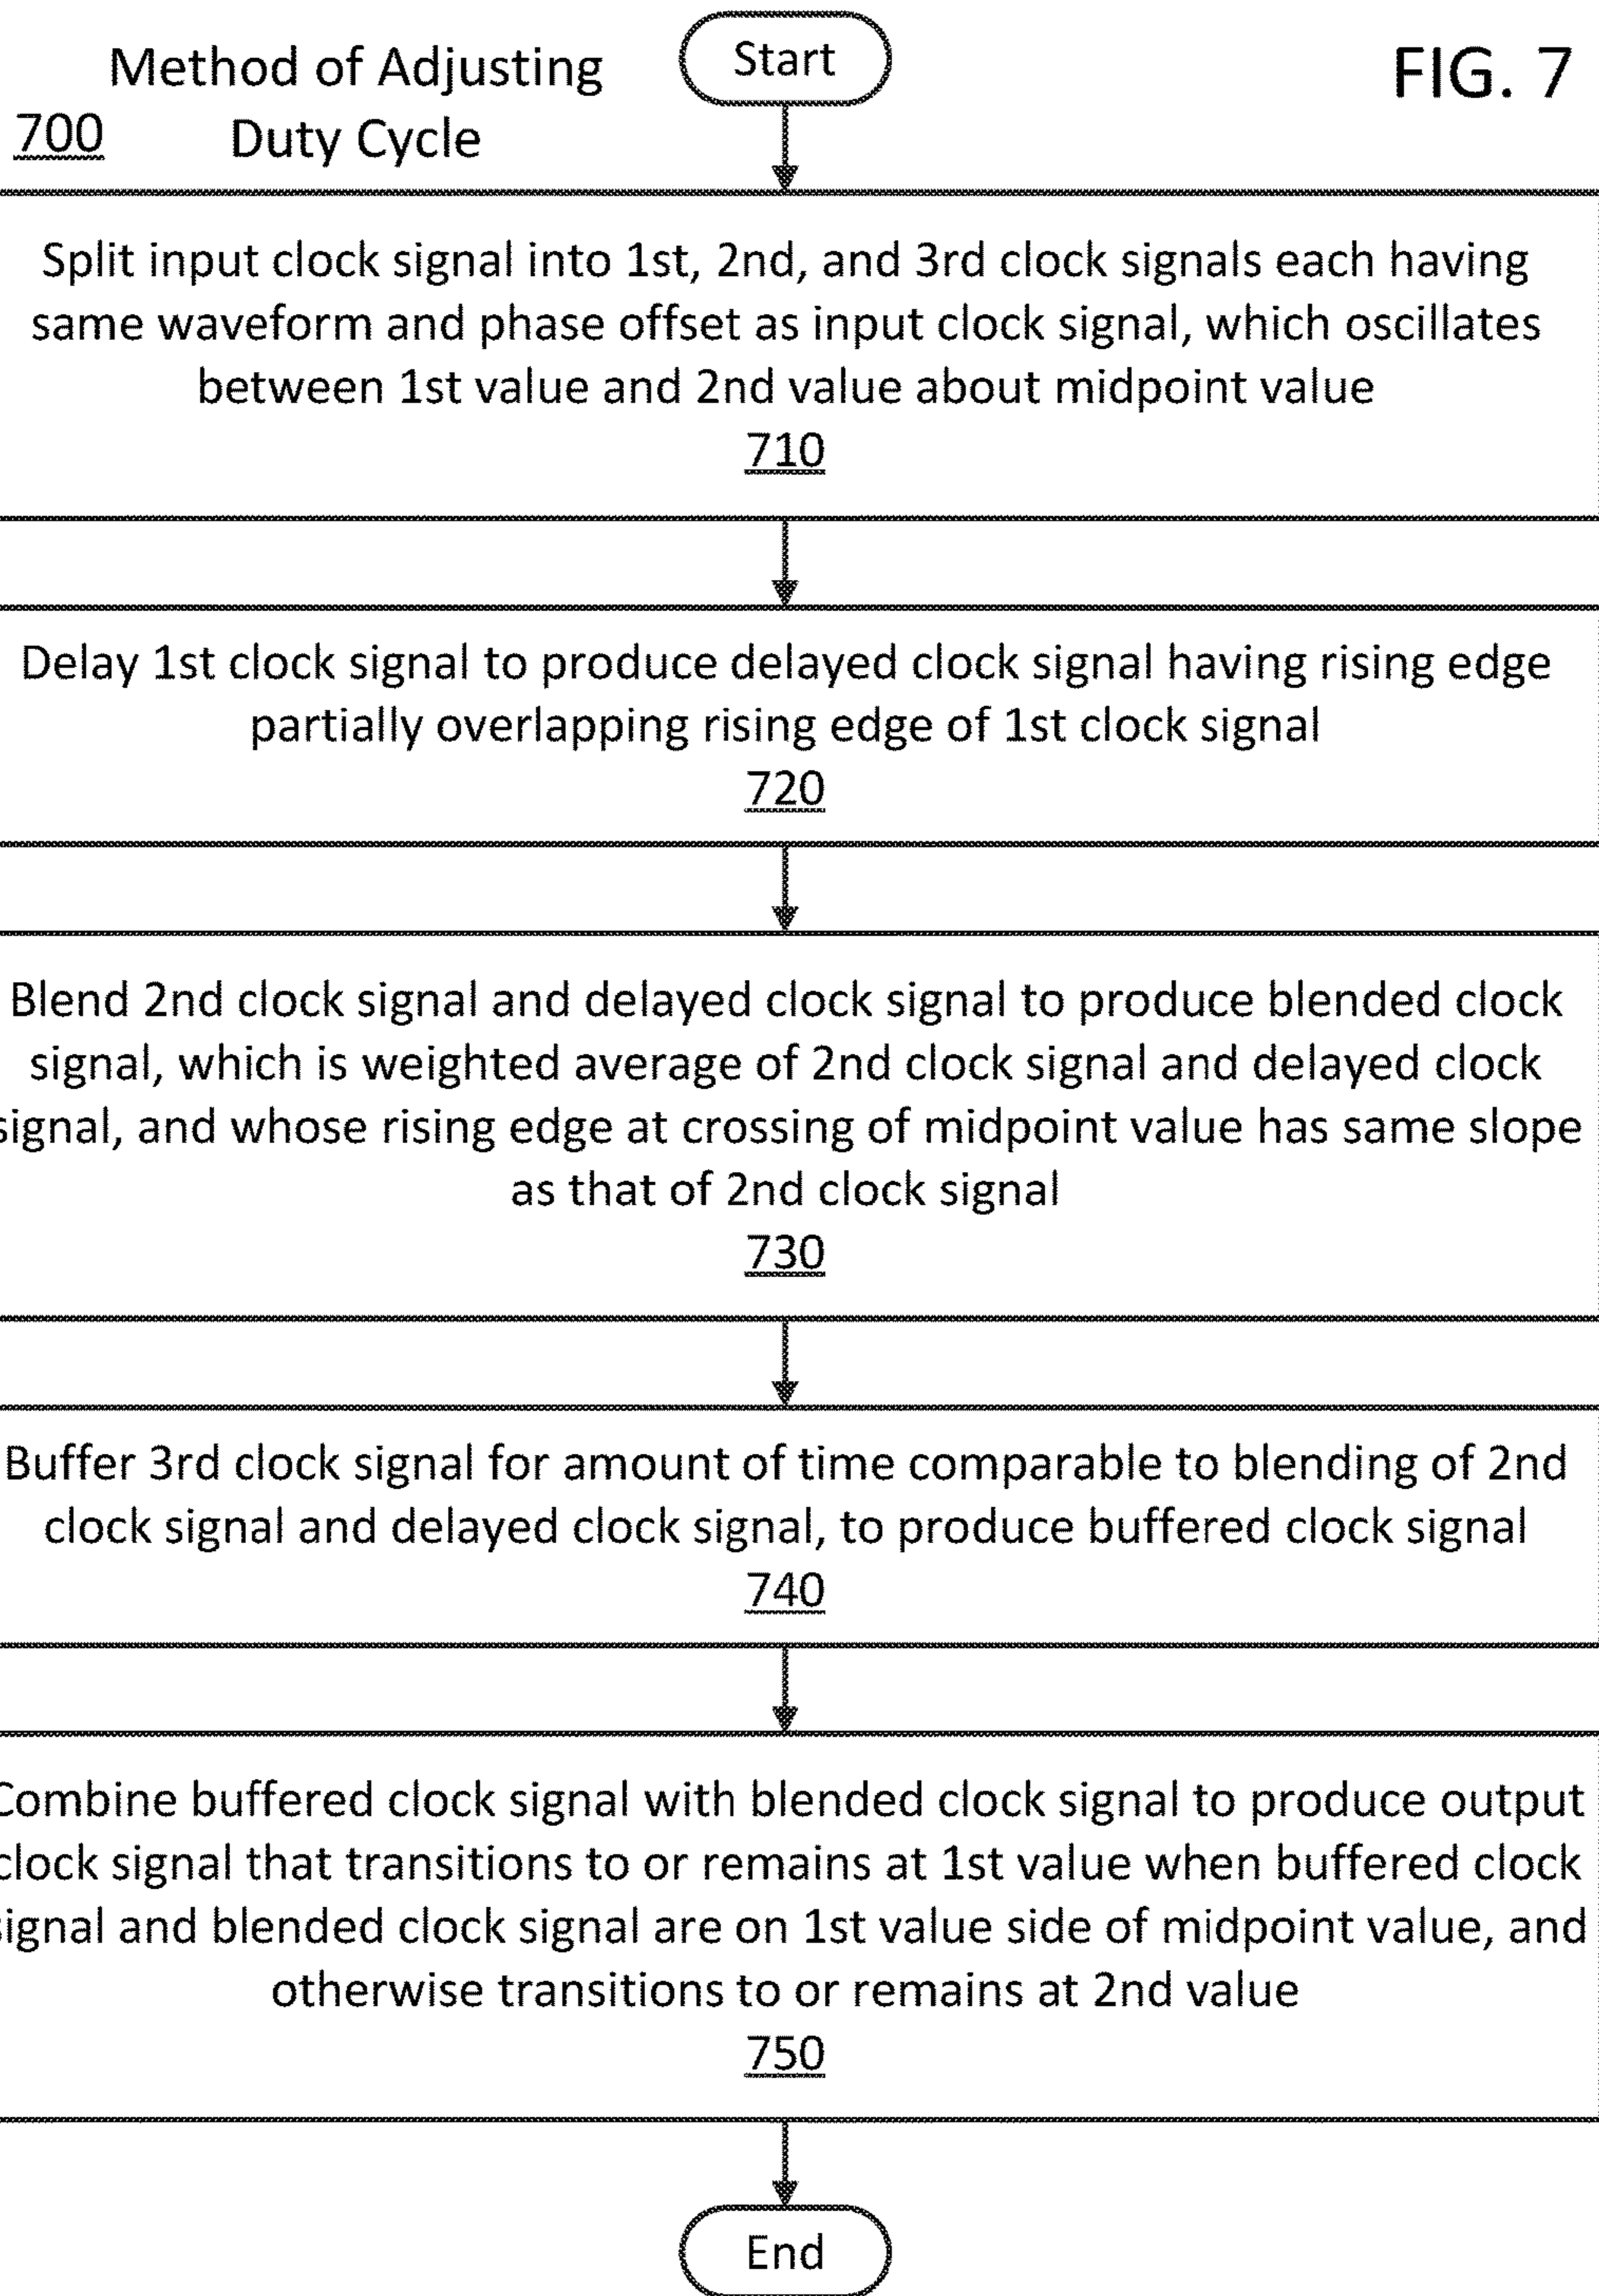 FIG. 7
Method of Adjusting
Duty Cycle
700
Start
Split input clock signal into 1st, 2nd, and 3rd clock signals each having
same waveform and phase offset as input clock signal, which oscillates
between 1st value and 2nd value about midpoint value
710
Delay 1st clock signal to produce delayed clock signal having rising edge
partially overlapping rising edge of 1st clock signal
720
Blend 2nd clock signal and delayed clock signal to produce blended clock
signal, which is weighted average of 2nd clock signal and delayed clock
signal, and whose rising edge at crossing of midpoint value has same slope
as that of 2nd clock signal
730
Buffer 3rd clock signal for amount of time comparable to blending of 2nd
clock signal and delayed clock signal, to produce buffered clock signal
740
Combine buffered clock signal with blended clock signal to produce output
clock signal that transitions to or remains at 1st value when buffered clock
signal and blended clock signal are on 1st value side of midpoint value, and
otherwise transitions to or remains at 2nd value
750
End